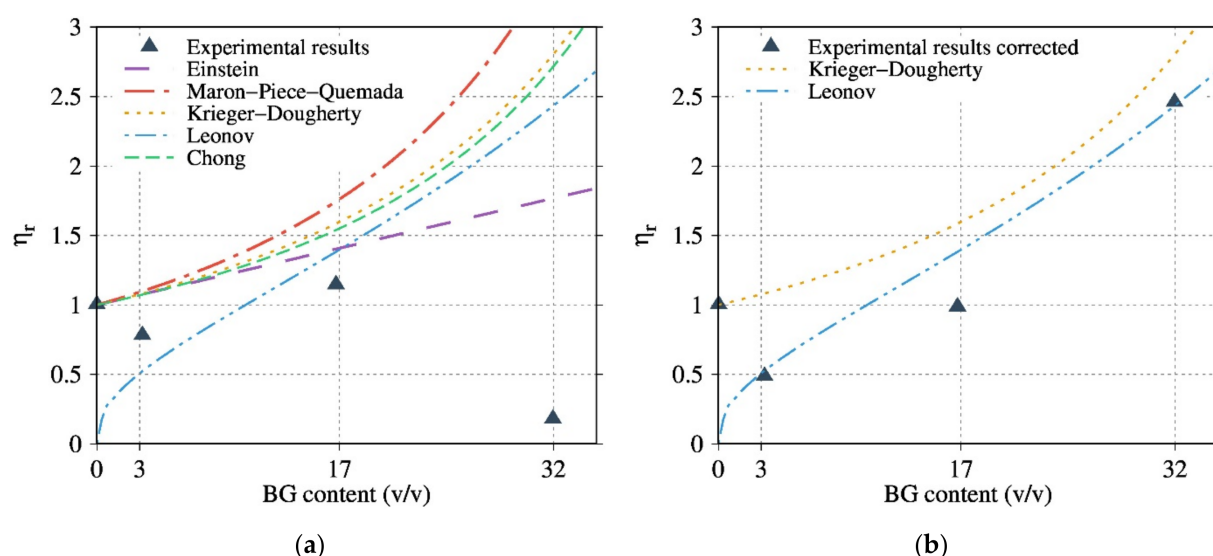 3
2.5
2
1.5
1
0.5
0
ηr
Experimental results
Einstein
Maron−Piece−Quemada
Krieger−Dougherty
Leonov
Chong
0 3 17 32
BG content (v/v)
(a)
3
2.5
2
1.5
1
0.5
0
ηr
Experimental results corrected
Krieger−Dougherty
Leonov
0 3 17 32
BG content (v/v)
(b)